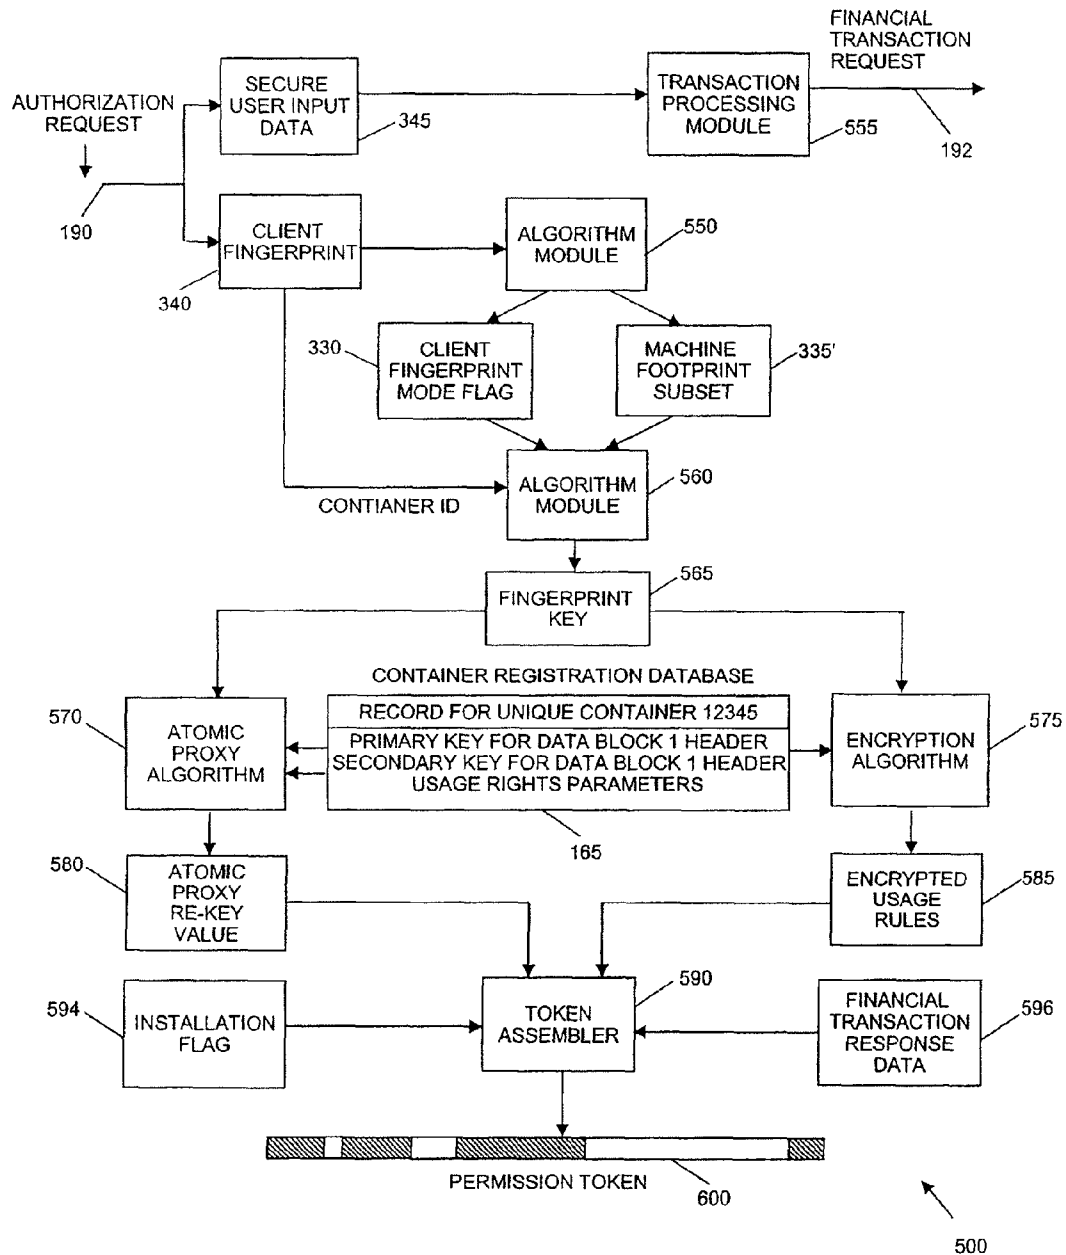 FINANCIAL
TRANSACTION
REQUEST
AUTHORIZATION
REQUEST
SECURE
USER INPUT
DATA
345
TRANSACTION
PROCESSING
MODULE
555
192
190
CLIENT
FINGERPRINT
340
ALGORITHM
MODULE
550
330
CLIENT
FINGERPRINT
MODE FLAG
MACHINE
FOOTPRINT
SUBSET
335'
CONTIANER ID
ALGORITHM
MODULE
560
FINGERPRINT
KEY
565
CONTAINER REGISTRATION DATABASE
570
ATOMIC
PROXY
ALGORITHM
RECORD FOR UNIQUE CONTAINER 12345
PRIMARY KEY FOR DATA BLOCK 1 HEADER
SECONDARY KEY FOR DATA BLOCK 1 HEADER
USAGE RIGHTS PARAMETERS
165
ENCRYPTION
ALGORITHM
575
580
ATOMIC
PROXY
RE-KEY
VALUE
ENCRYPTED
USAGE
RULES
585
594
INSTALLATION
FLAG
TOKEN
ASSEMBLER
590
FINANCIAL
TRANSACTION
RESPONSE
DATA
596
PERMISSION TOKEN
600
500